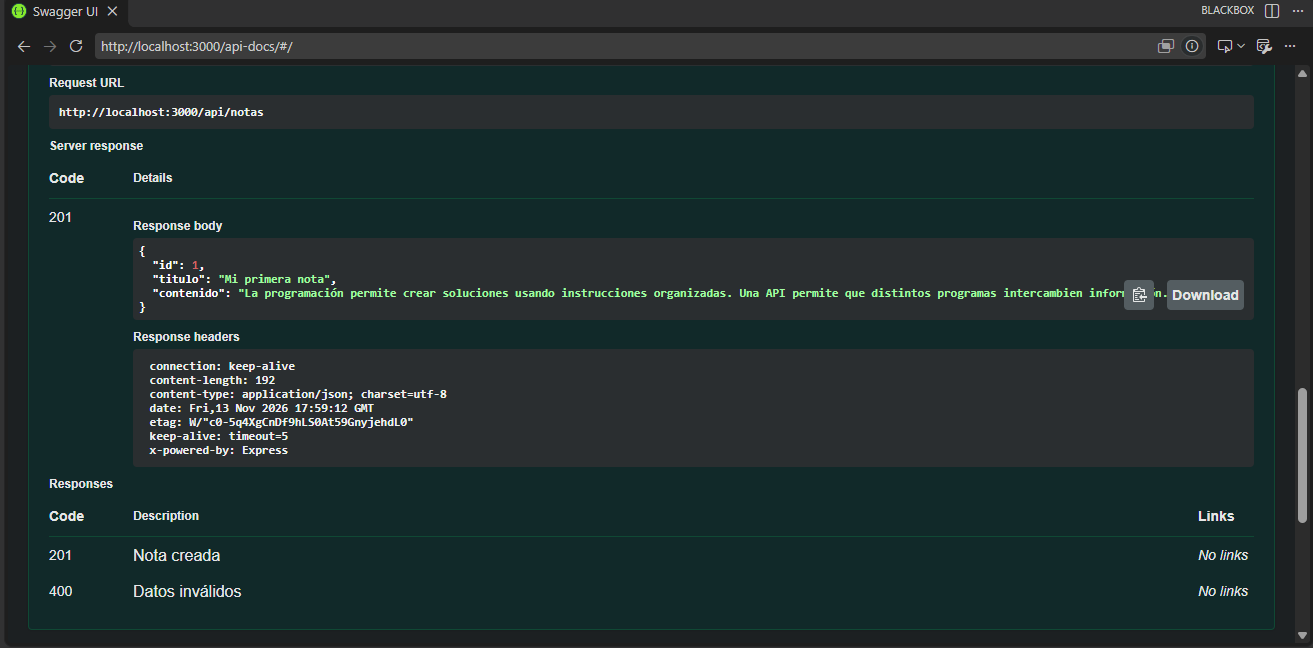 Swagger UI
BLACKBOX
http://localhost:3000/api-docs/#/
Request URL
http://localhost:3000/api/notas
Server response
Code Details
201
Response body
{
"id": 1,
"titulo": "Mi primera nota",
"contenido": "La programación permite crear soluciones usando instrucciones organizadas. Una API permite que distintos programas intercambien
}
Download
Response headers
connection: keep-alive
content-length: 192
content-type: application/json; charset=utf-8
date: Fri,13 Nov 2026 17:59:12 GMT
etag: W/"c0-5q4XgCnDf9hLS0At59GnyjehdL0"
keep-alive: timeout=5
x-powered-by: Express
Responses
Code Description Links
201 Nota creada No links
400 Datos inválidos No links